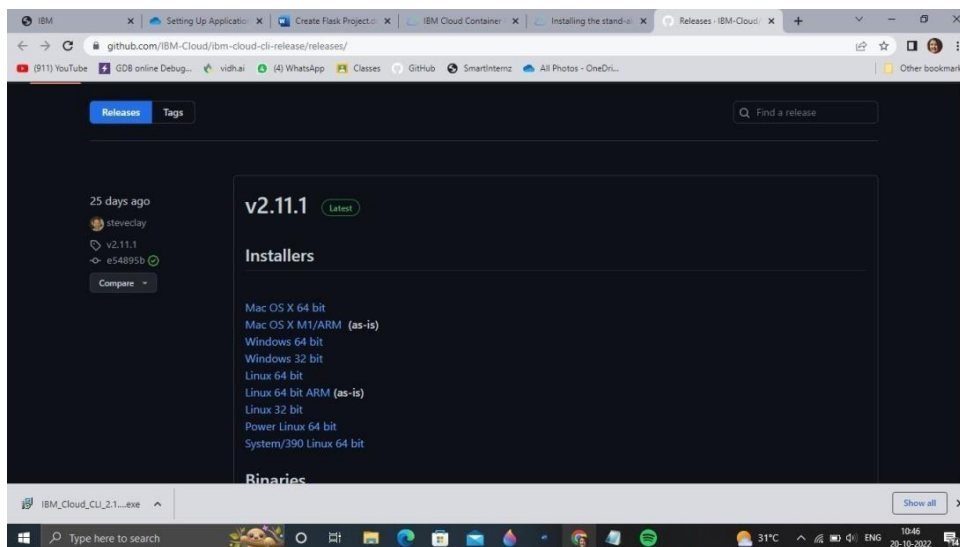 IBM
Setting Up Applicatio
Create Flask Project.d
IBM Cloud Container
Installing the stand-al
Releases · IBM-Cloud/
github.com/IBM-Cloud/ibm-cloud-cli-release/releases/
(911) YouTube
GDB online Debug...
vidh.ai
(4) WhatsApp
Classes
GitHub
Smartinternz
All Photos - OneDri...
Other bookmark
Releases
Tags
Find a release
25 days ago
steveclay
v2.11.1
e54895b
Compare
v2.11.1 Latest
Installers
Mac OS X 64 bit
Mac OS X M1/ARM (as-is)
Windows 64 bit
Windows 32 bit
Linux 64 bit
Linux 64 bit ARM (as-is)
Linux 32 bit
Power Linux 64 bit
System/390 Linux 64 bit
Binaries
IBM_Cloud_CLI_2.1....exe
Show all
Type here to search
31°C
ENG
10:46
20-10-2022